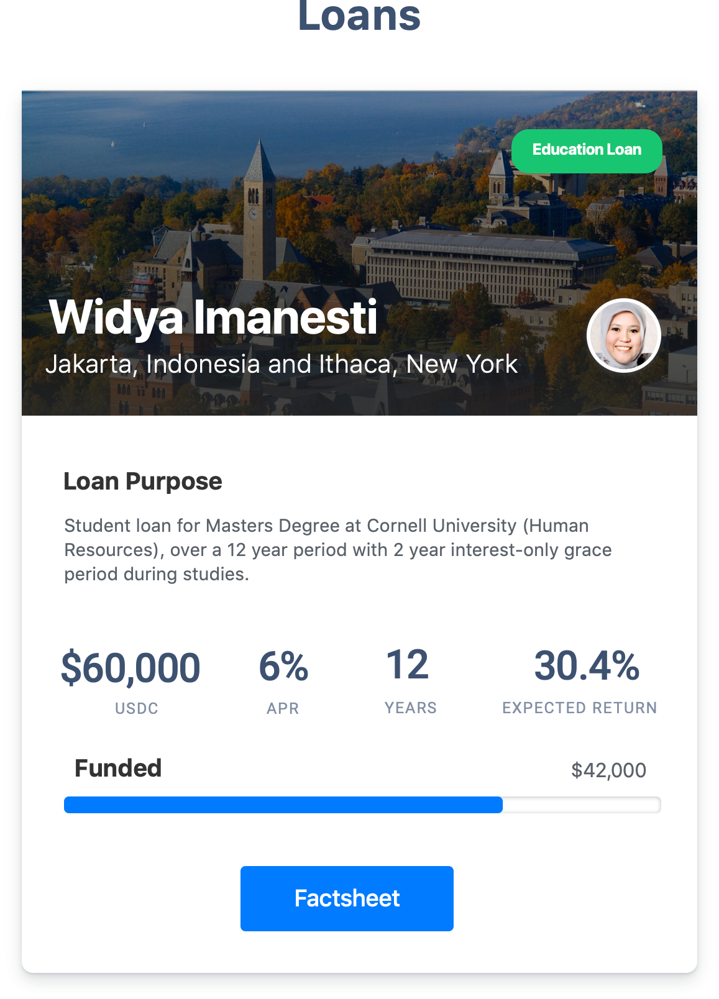 Loans
Education Loan
Widya Imanesti
Jakarta, Indonesia and Ithaca, New York
Loan Purpose
Student loan for Masters Degree at Cornell University (Human
Resources), over a 12 year period with 2 year interest-only grace
period during studies.
$60,000 6% 12 30.4%
USDC APR YEARS EXPECTED RETURN
Funded $42,000
Factsheet